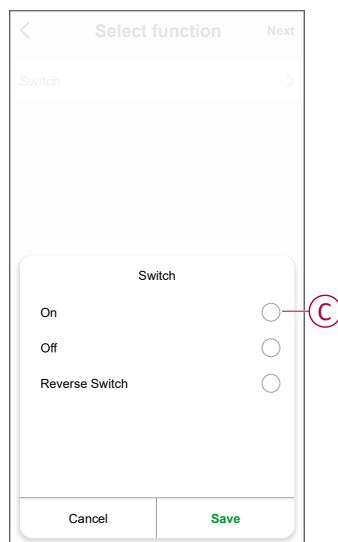 Select function Next
Switch
Switch
On
C
Off
Reverse Switch
Cancel Save